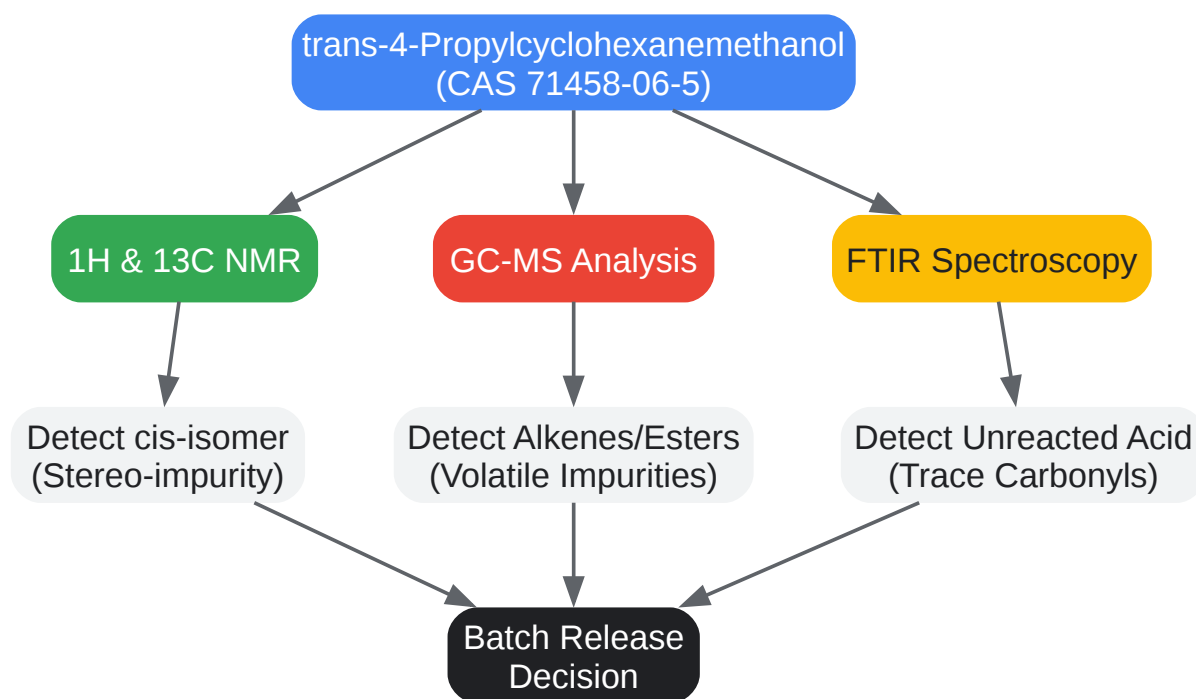 trans-4-Propylcyclohexanemethanol
(CAS 71458-06-5)
1H & 13C NMR
GC-MS Analysis
FTIR Spectroscopy
Detect cis-isomer
(Stereo-impurity)
Detect Alkenes/Esters
(Volatile Impurities)
Detect Unreacted Acid
(Trace Carbonyls)
Batch Release
Decision